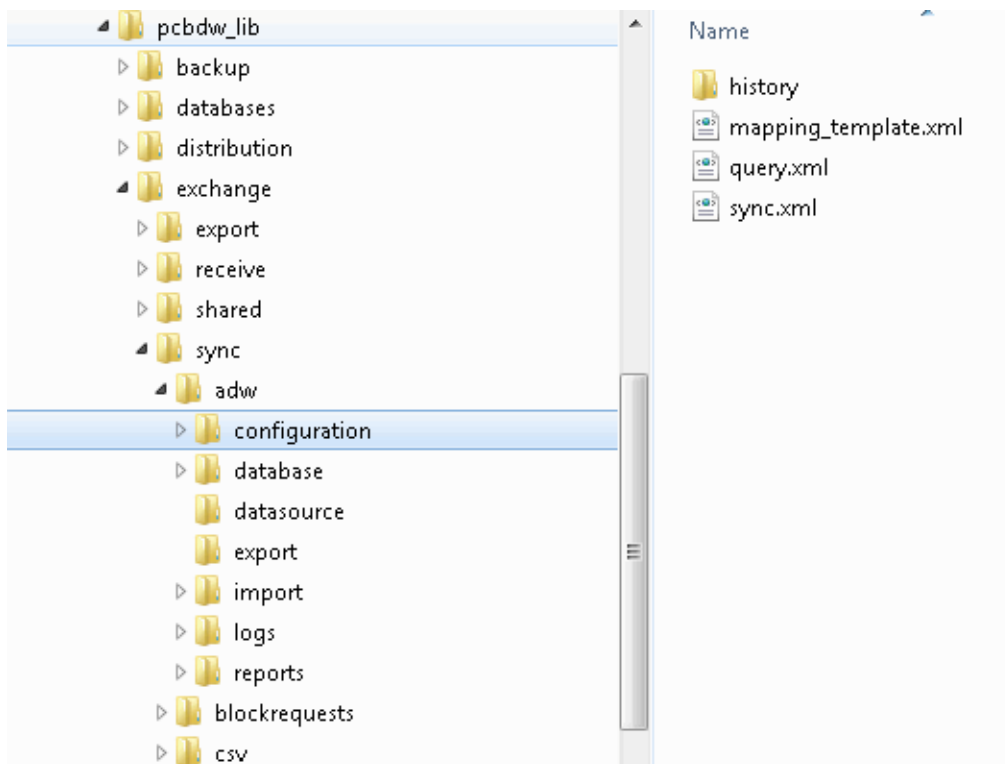 pcbdw_lib
backup
databases
distribution
exchange
export
receive
shared
sync
adw
configuration
database
datasource
export
import
logs
reports
blockrequests
csv
Name
history
mapping_template.xml
query.xml
sync.xml